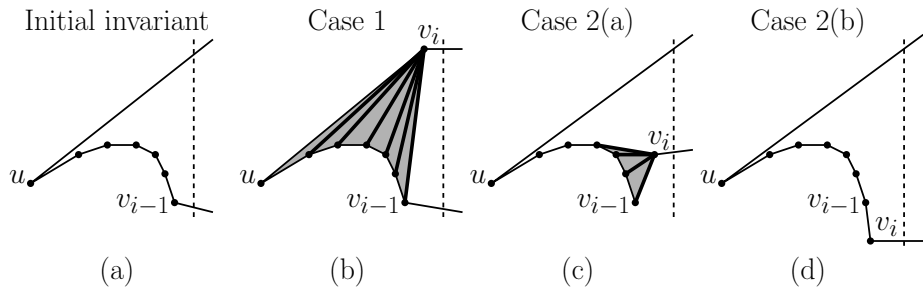 Initial invariant Case 1 Case 2(a) Case 2(b)
v_i
u v_{i−1}
u v_{i−1}
u v_i v_{i−1}
u v_{i−1} v_i
(a) (b) (c) (d)